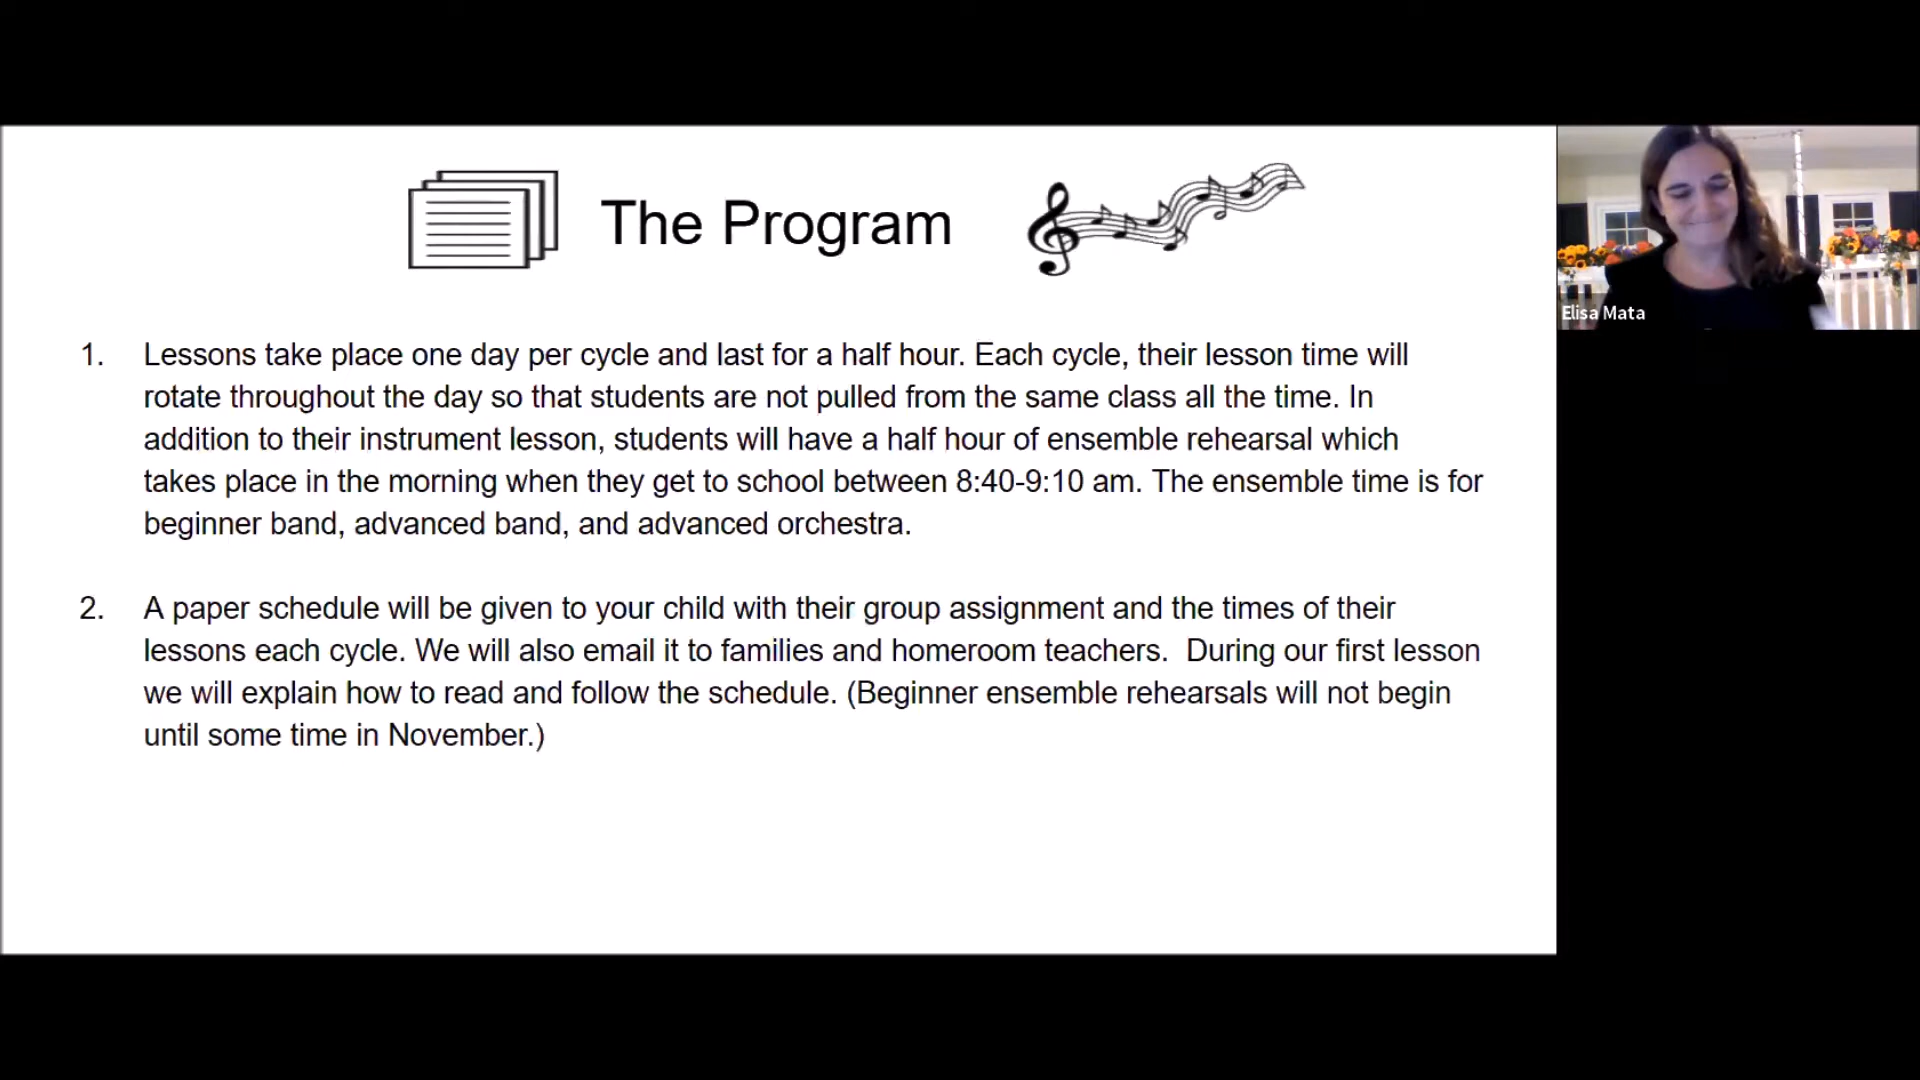 The Program
1. Lessons take place one day per cycle and last for a half hour. Each cycle, their lesson time will
rotate throughout the day so that students are not pulled from the same class all the time. In
addition to their instrument lesson, students will have a half hour of ensemble rehearsal which
takes place in the morning when they get to school between 8:40-9:10 am. The ensemble time is for
beginner band, advanced band, and advanced orchestra.
2. A paper schedule will be given to your child with their group assignment and the times of their
lessons each cycle. We will also email it to families and homeroom teachers.  During our first lesson
we will explain how to read and follow the schedule. (Beginner ensemble rehearsals will not begin
until some time in November.)
Elisa Mata